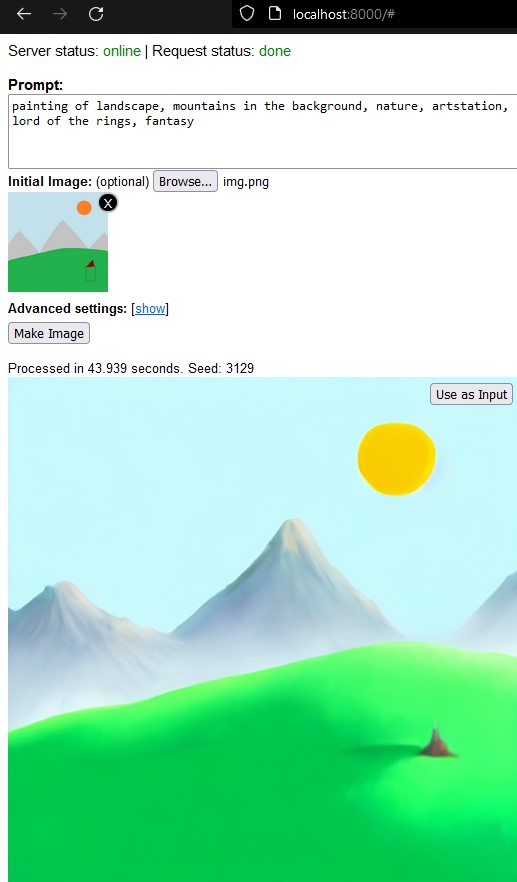 localhost:8000/#
Server status: online | Request status: done
Prompt:
painting of landscape, mountains in the background, nature, artstation,
lord of the rings, fantasy
Initial Image: (optional) Browse... img.png
X
Advanced settings: [show]
Make Image
Processed in 43.939 seconds. Seed: 3129
Use as Input